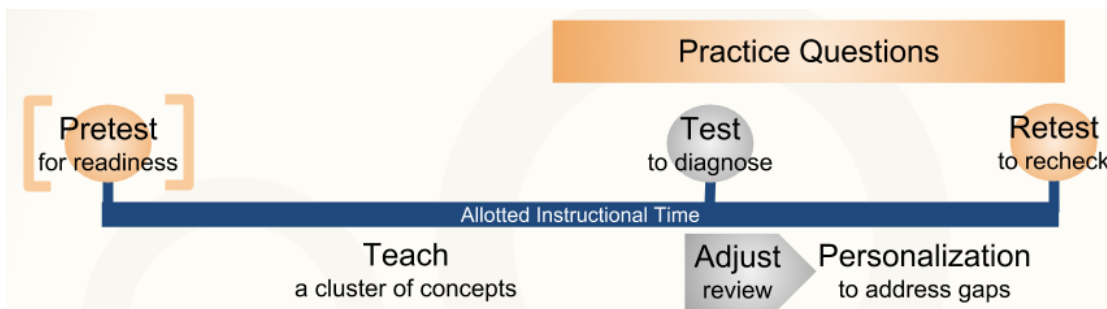 Practice Questions
Pretest
for readiness
Test
to diagnose
Retest
to recheck
Allotted Instructional Time
Teach
a cluster of concepts
Adjust
review
Personalization
to address gaps